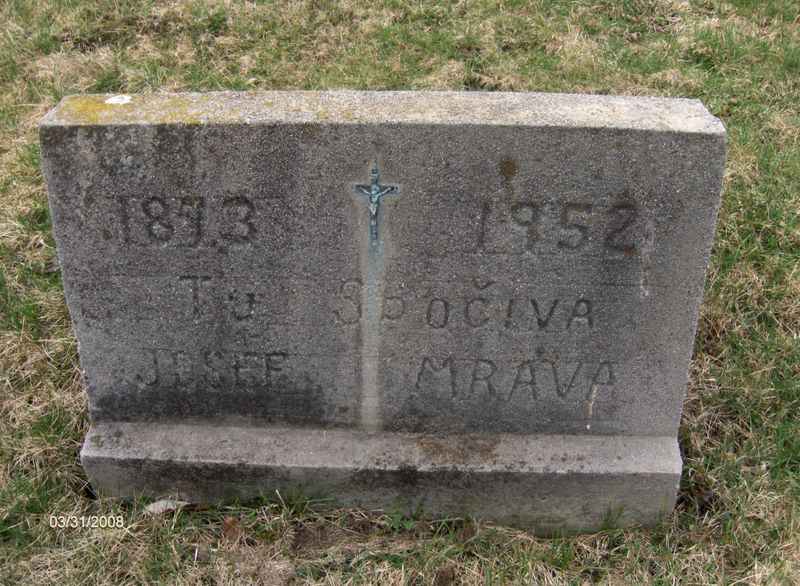 1873 1952
Tu SPOČIVA
JOSEF MRAVA
03/31/2008